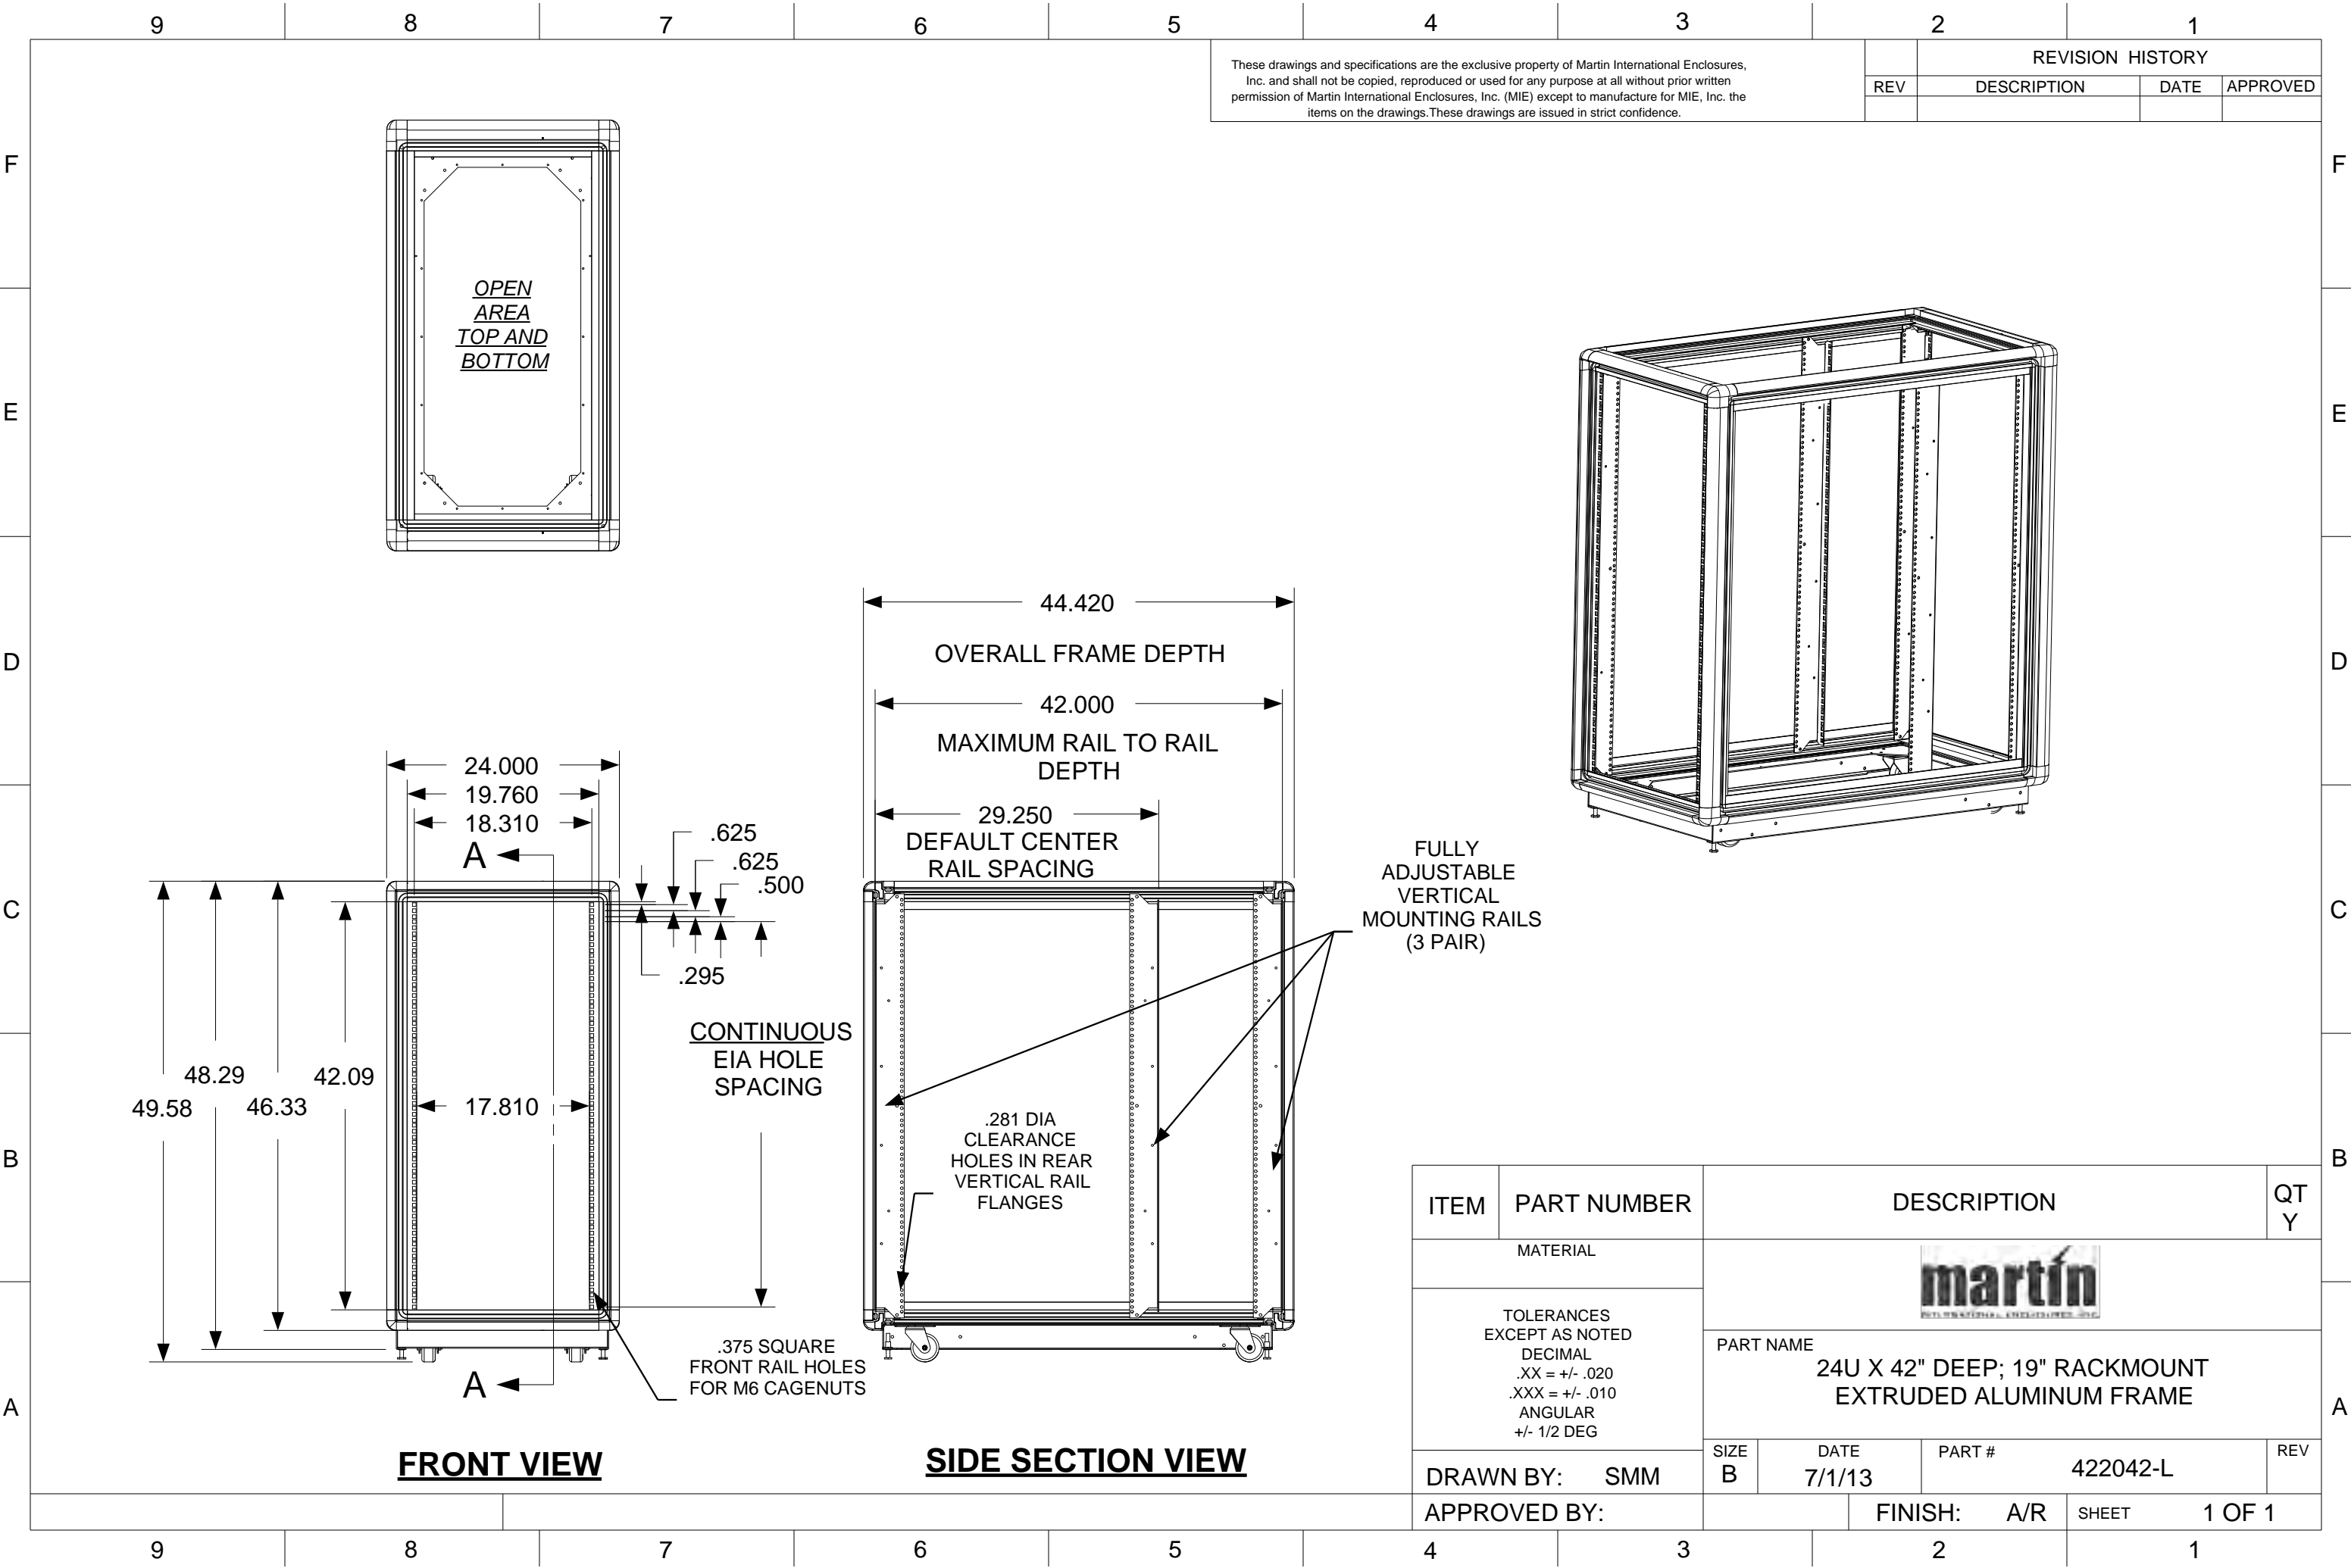 9 8 7 6 5 4 3 2 1
These drawings and specifications are the exclusive property of Martin International Enclosures,
Inc. and shall not be copied, reproduced or used for any purpose at all without prior written
permission of Martin International Enclosures, Inc. (MIE) except to manufacture for MIE, Inc. the
items on the drawings.These drawings are issued in strict confidence.
REVISION HISTORY
REV DESCRIPTION DATE APPROVED
F F
OPEN
AREA
TOP AND
BOTTOM
E E
44.420
OVERALL FRAME DEPTH
D D
42.000
MAXIMUM RAIL TO RAIL
DEPTH
29.250
DEFAULT CENTER
RAIL SPACING
24.000
19.760
18.310
A
.625
.625
.500
.295
FULLY
ADJUSTABLE
VERTICAL
MOUNTING RAILS
(3 PAIR)
C C
CONTINUOUS
EIA HOLE
SPACING
49.58
48.29
46.33
42.09
17.810
.281 DIA
CLEARANCE
HOLES IN REAR
VERTICAL RAIL
FLANGES
B B
.375 SQUARE
FRONT RAIL HOLES
FOR M6 CAGENUTS
A
A A
FRONT VIEW
SIDE SECTION VIEW
ITEM PART NUMBER DESCRIPTION QT
Y
MATERIAL
martin
TOLERANCES
EXCEPT AS NOTED
DECIMAL
.XX = +/- .020
.XXX = +/- .010
ANGULAR
+/- 1/2 DEG
PART NAME
24U X 42" DEEP; 19" RACKMOUNT
EXTRUDED ALUMINUM FRAME
DRAWN BY: SMM
SIZE
B
DATE
7/1/13
PART #
422042-L
REV
APPROVED BY:
FINISH: A/R
SHEET 1 OF 1
9 8 7 6 5 4 3 2 1